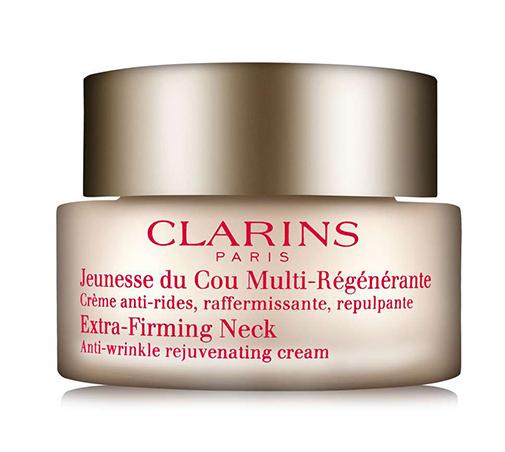 CLARINS
PARIS
Jeunesse du Cou Multi-Régénérante
Crème anti-rides, raffermissante, repulpante
Extra-Firming Neck
Anti-wrinkle rejuvenating cream